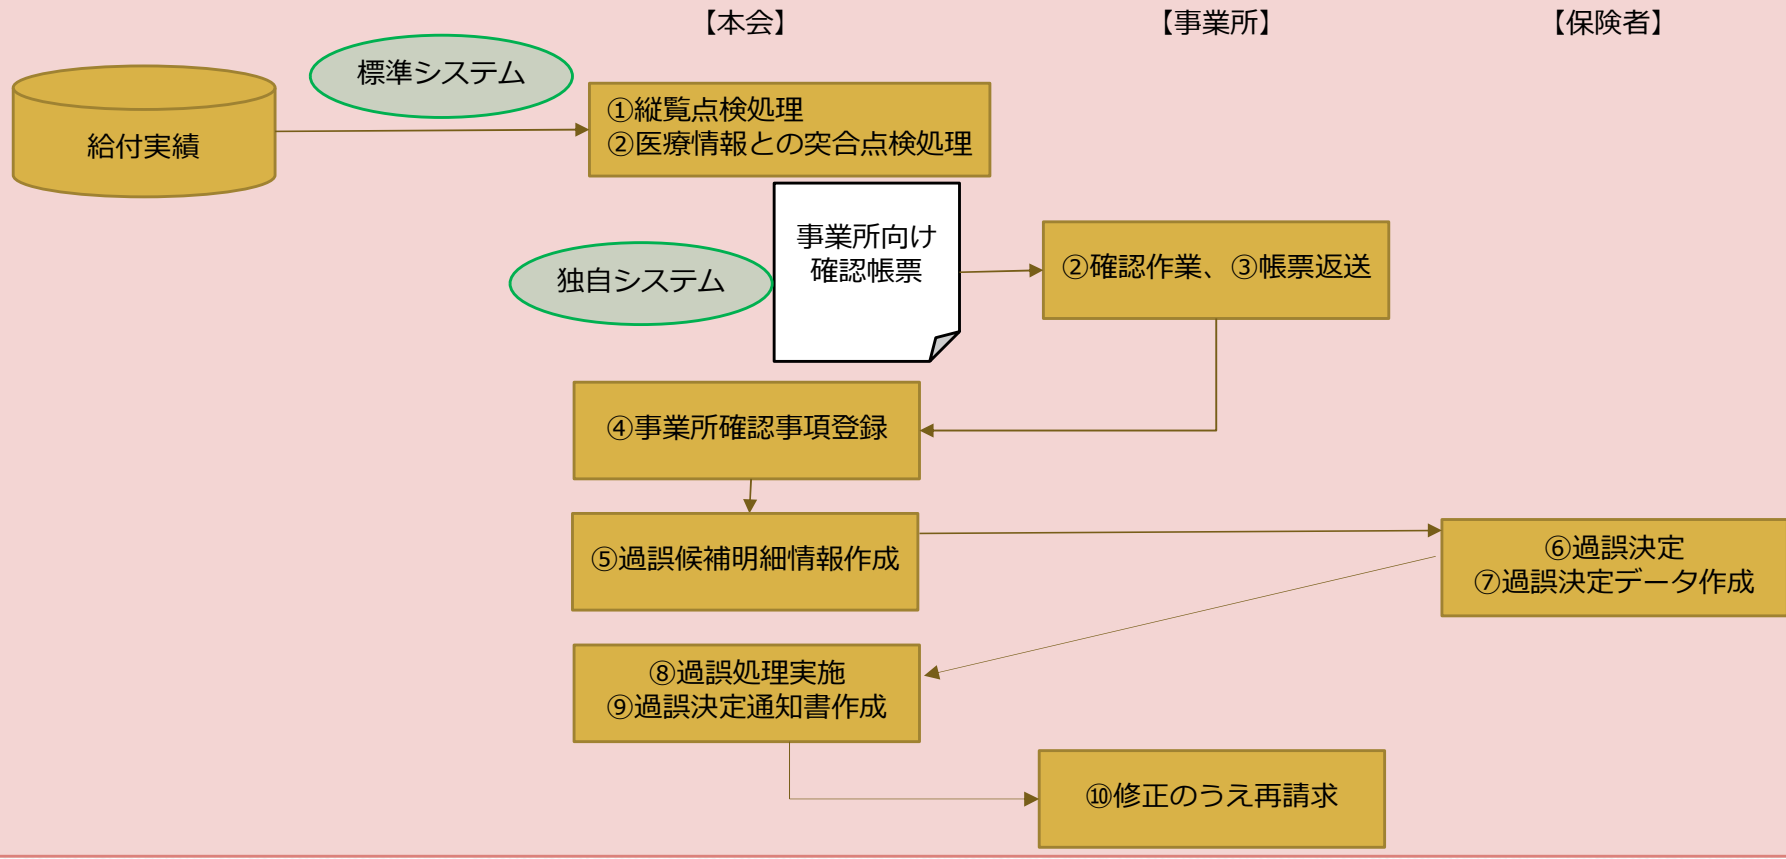 【本会】
【事業所】
【保険者】
標準システム
給付実績
①縦覧点検処理
②医療情報との突合点検処理
事業所向け
確認帳票
独自システム
②確認作業、③帳票返送
④事業所確認事項登録
⑤過誤候補明細情報作成
⑥過誤決定
⑦過誤決定データ作成
⑧過誤処理実施
⑨過誤決定通知書作成
⑩修正のうえ再請求